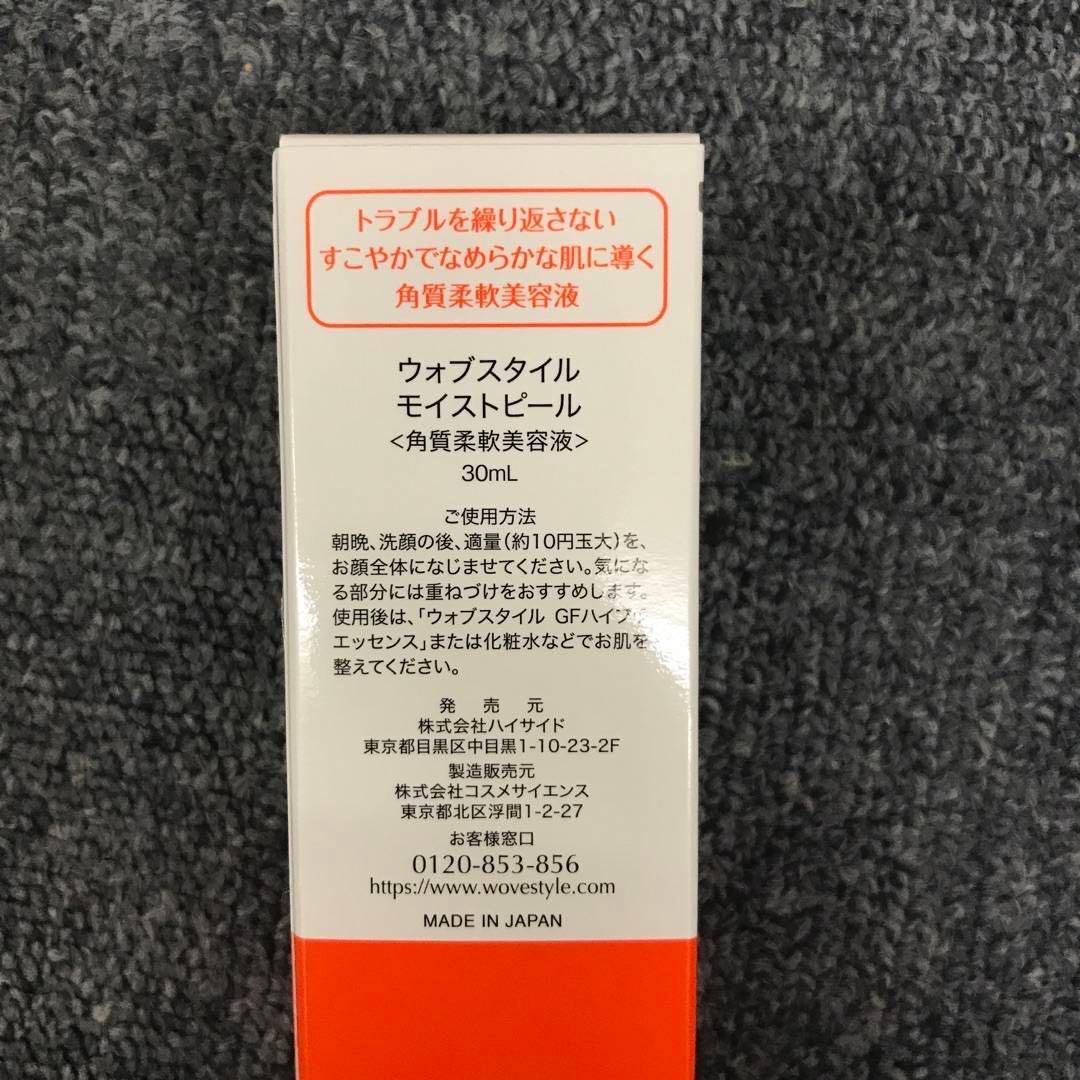 トラブルを繰り返さない
すこやかでなめらかな肌に導く
角質柔軟美容液
ウォブスタイル
モイストピール
<角質柔軟美容液>
30mL
ご使用方法
朝晩、洗顔の後、適量(約10円玉大)を、
お顔全体になじませてください。気にな
る部分には重ねづけをおすすめします。
使用後は、「ウォブスタイル GFハイブ
エッセンス」または化粧水などでお肌を
整えてください。
発 売 元
株式会社ハイサイド
東京都目黒区中目黒1-10-23-2F
製造販売元
株式会社コスメサイエンス
東京都北区浮間1-2-27
お客様窓口
0120-853-856
https://www.wovestyle.com
MADE IN JAPAN